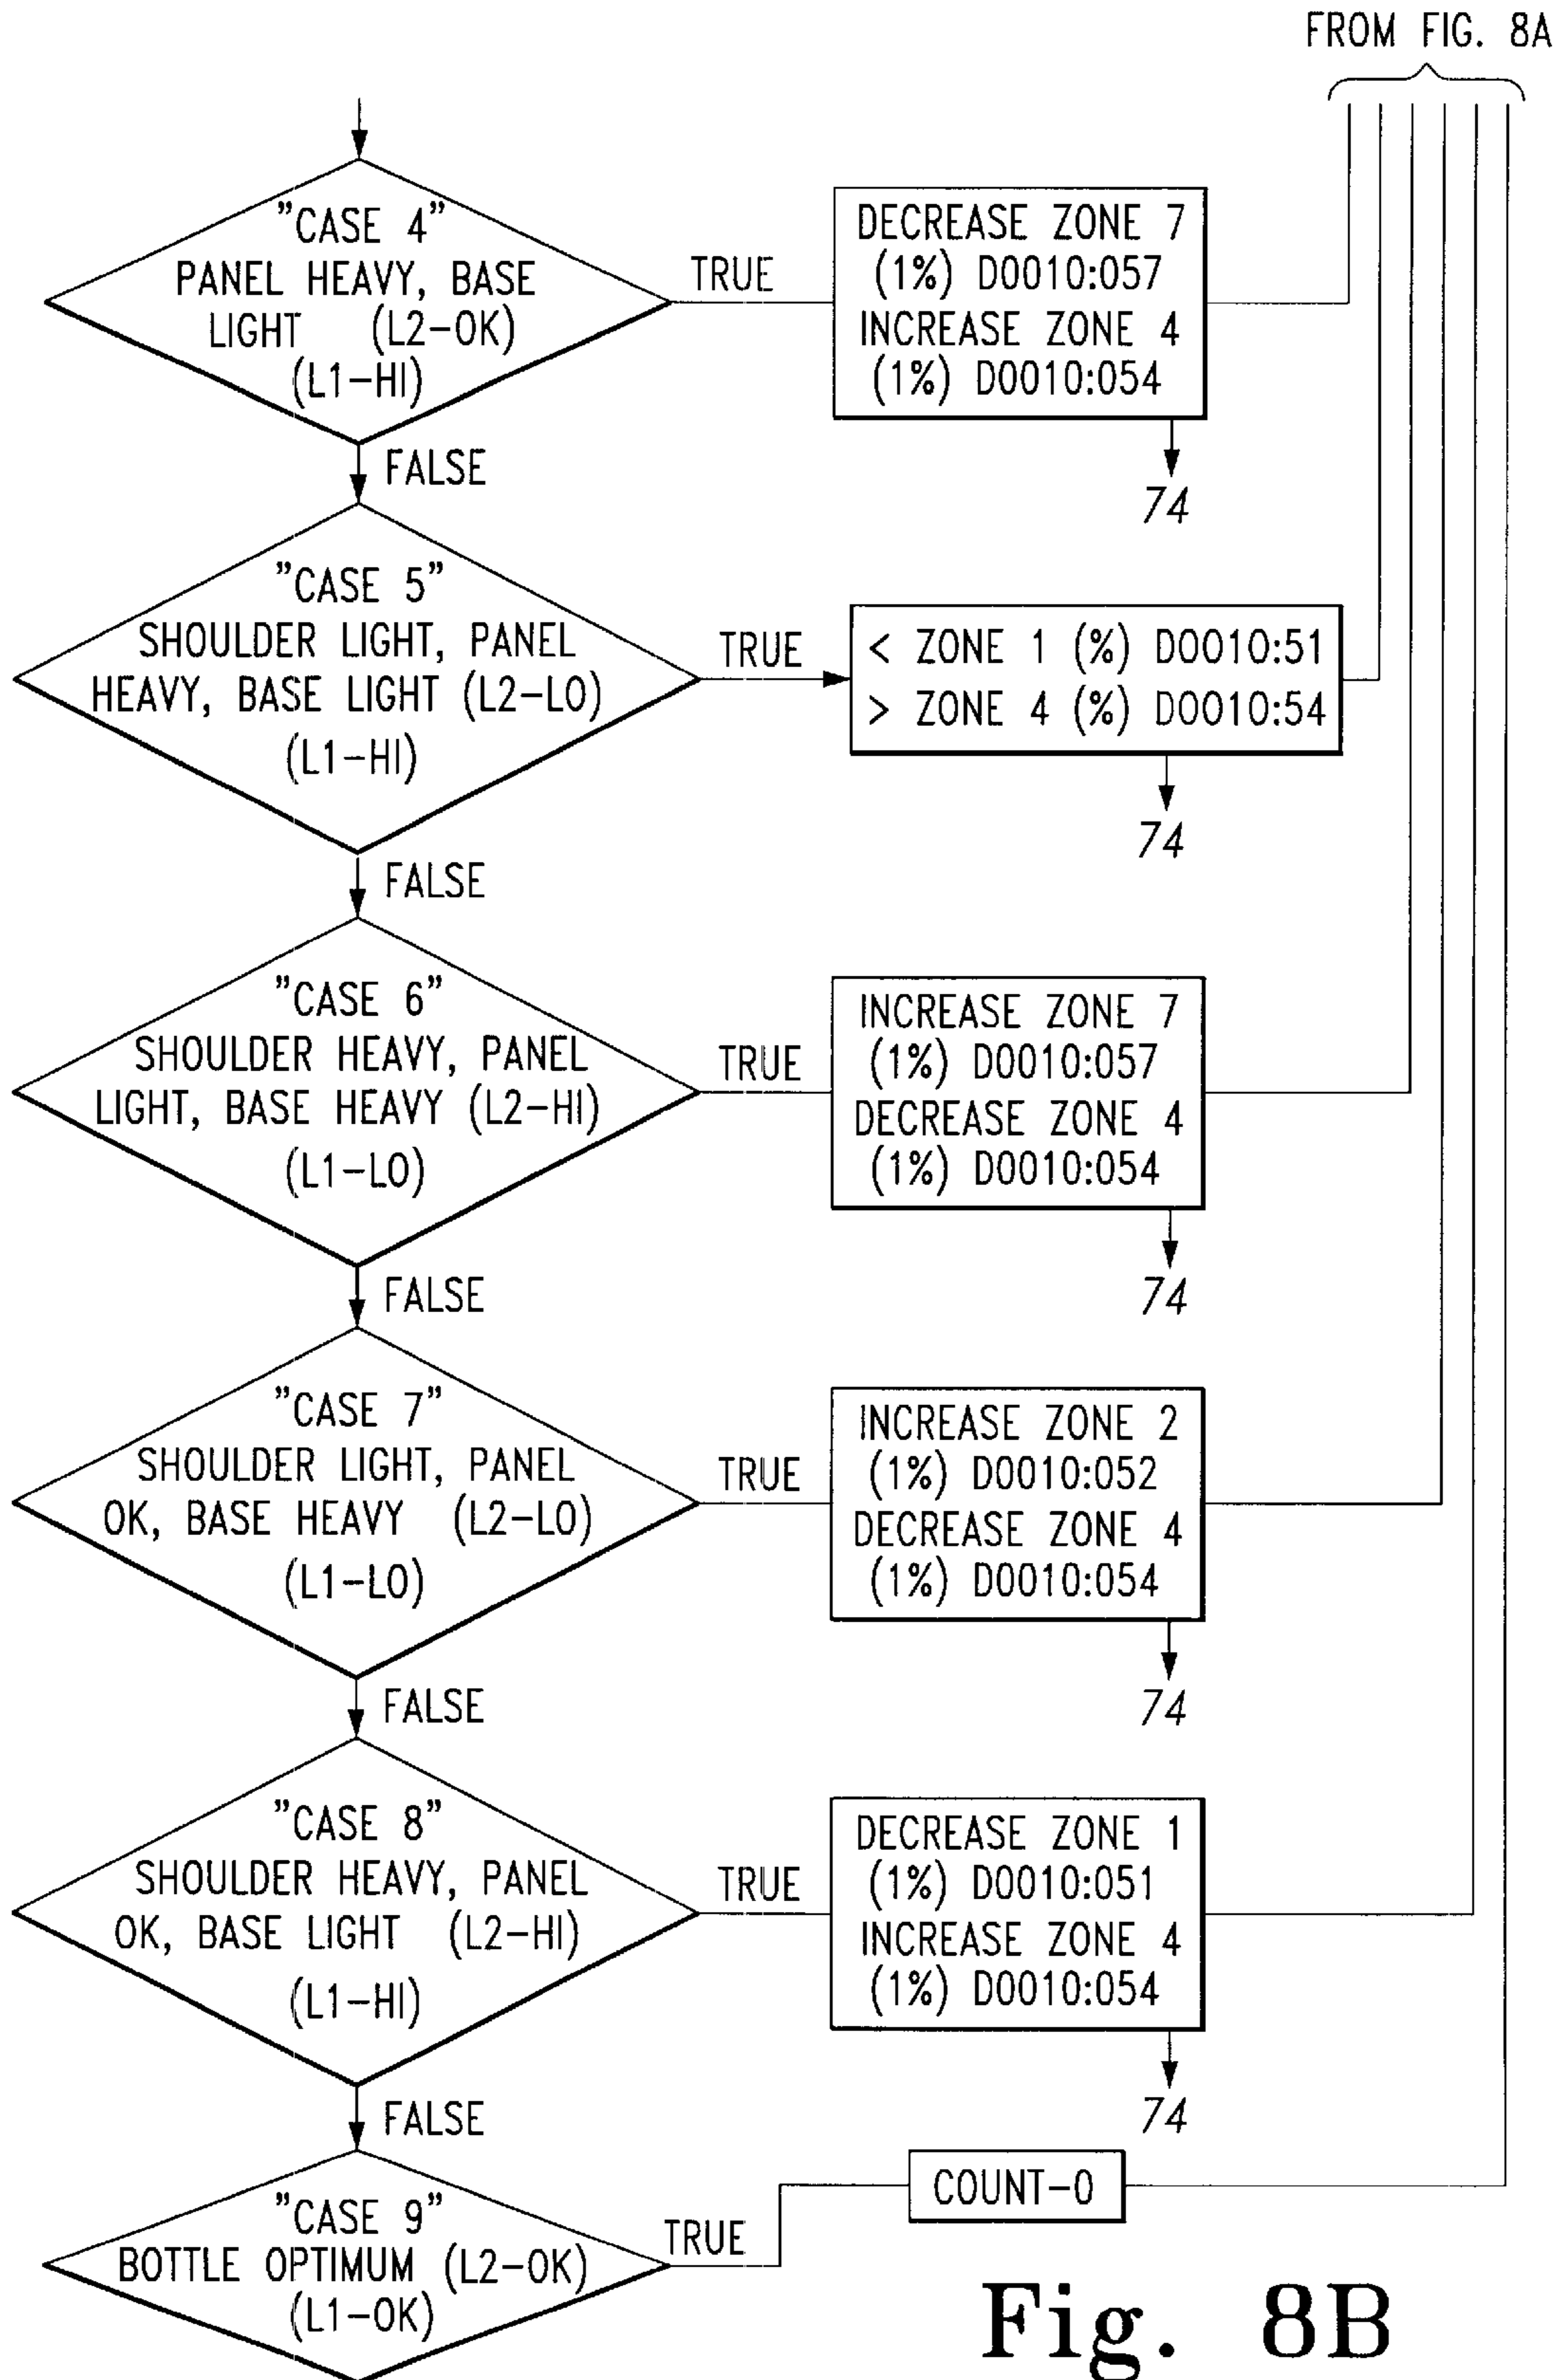 FROM FIG. 8A
"CASE 4"
PANEL HEAVY, BASE
LIGHT (L2-OK)
(L1-HI)
TRUE
DECREASE ZONE 7
(1%) D0010:057
INCREASE ZONE 4
(1%) D0010:054
74
FALSE
"CASE 5"
SHOULDER LIGHT, PANEL
HEAVY, BASE LIGHT (L2-LO)
(L1-HI)
TRUE
< ZONE 1 (%) D0010:51
> ZONE 4 (%) D0010:54
74
FALSE
"CASE 6"
SHOULDER HEAVY, PANEL
LIGHT, BASE HEAVY (L2-HI)
(L1-LO)
TRUE
INCREASE ZONE 7
(1%) D0010:057
DECREASE ZONE 4
(1%) D0010:054
74
FALSE
"CASE 7"
SHOULDER LIGHT, PANEL
OK, BASE HEAVY (L2-LO)
(L1-LO)
TRUE
INCREASE ZONE 2
(1%) D0010:052
DECREASE ZONE 4
(1%) D0010:054
74
FALSE
"CASE 8"
SHOULDER HEAVY, PANEL
OK, BASE LIGHT (L2-HI)
(L1-HI)
TRUE
DECREASE ZONE 1
(1%) D0010:051
INCREASE ZONE 4
(1%) D0010:054
74
FALSE
"CASE 9"
BOTTLE OPTIMUM (L2-OK)
(L1-OK)
TRUE
COUNT-0
Fig. 8B